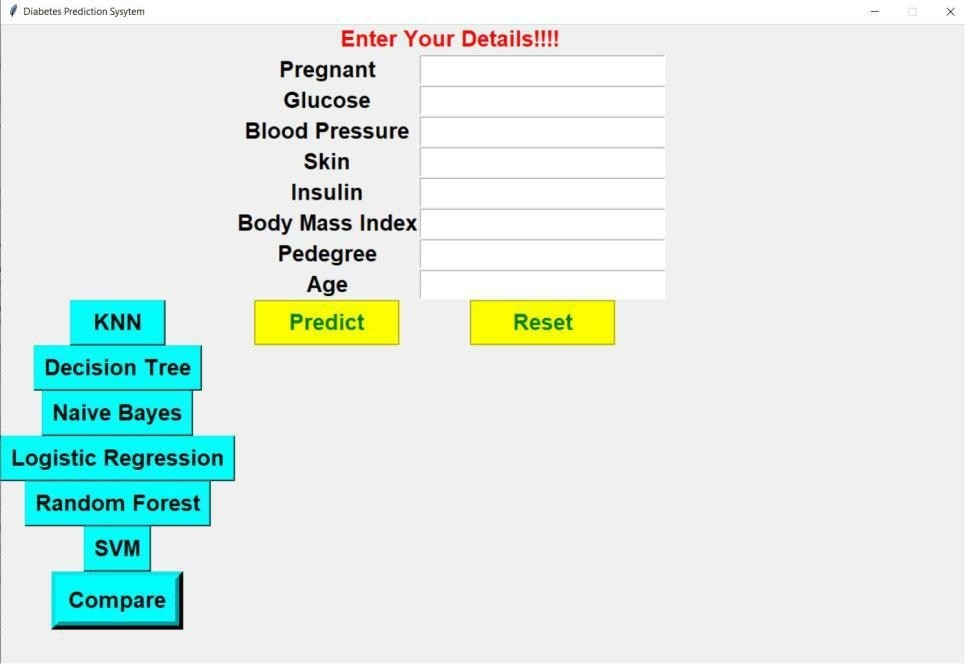 Diabetes Prediction Sysytem
Enter Your Details!!!!
Pregnant
Glucose
Blood Pressure
Skin
Insulin
Body Mass Index
Pedegree
Age
KNN Predict Reset
Decision Tree
Naive Bayes
Logistic Regression
Random Forest
SVM
Compare